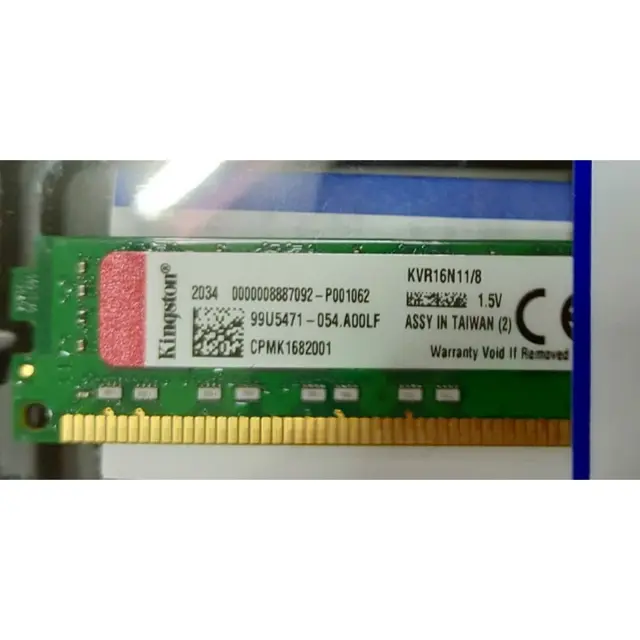 Kingston®
2034 0000008887092-P001062
99U5471-054.A00LF
CPMK1682001
KVR16N11/8
1.5V
ASSY IN TAIWAN (2)
CE
Warranty Void If Removed